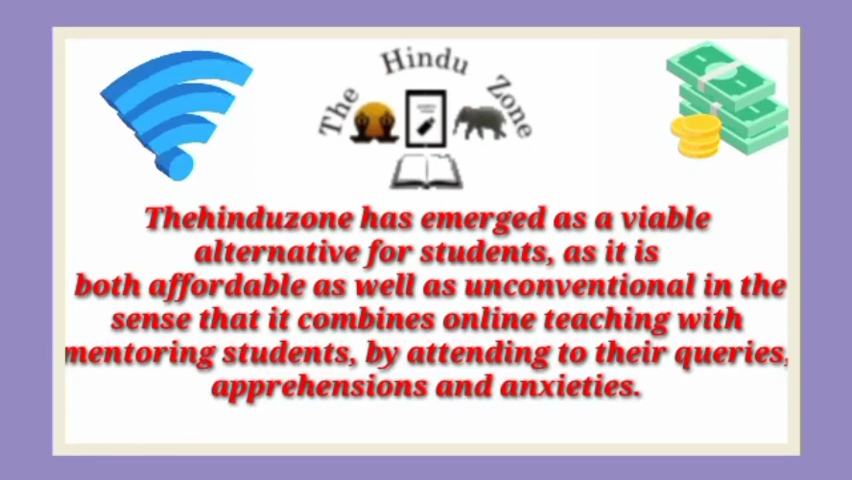 The Hindu Zone
Thehinduzone has emerged as a viable
alternative for students, as it is
both affordable as well as unconventional in the
sense that it combines online teaching with
mentoring students, by attending to their queries,
apprehensions and anxieties.